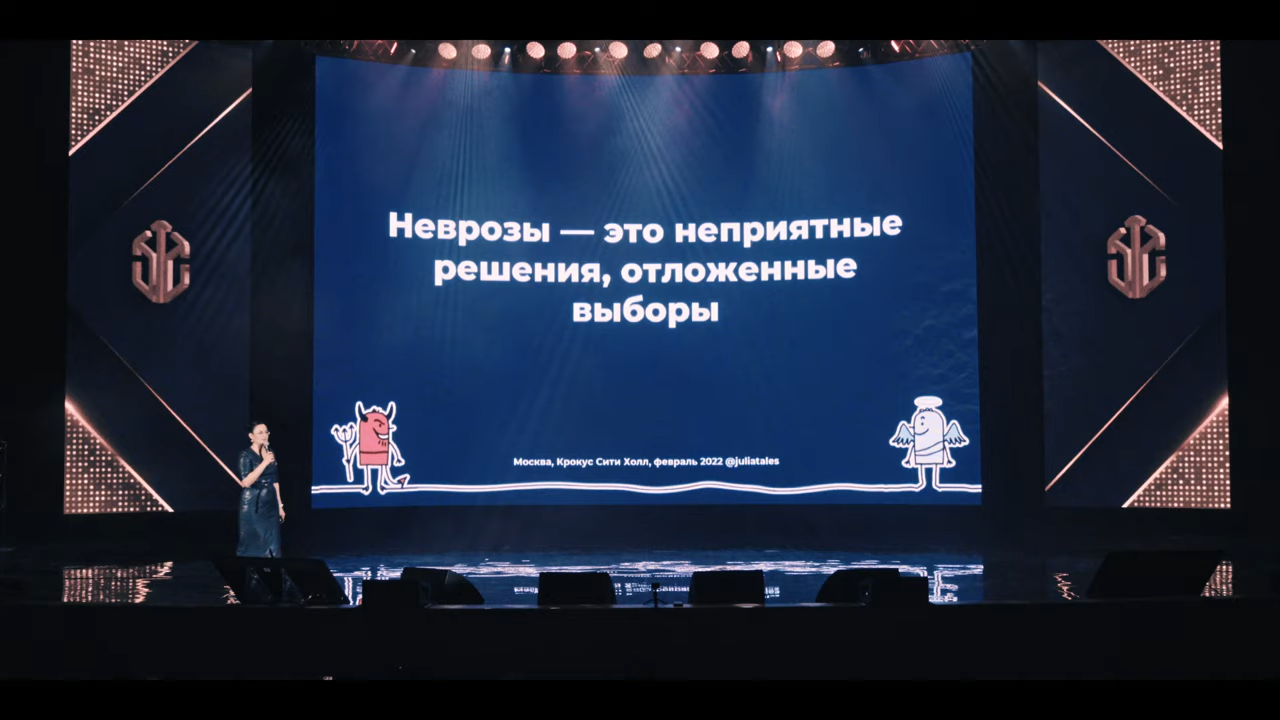 Неврозы — это неприятные
решения, отложенные
выборы
Москва, Крокус Сити Холл, февраль 2022 @juliatales